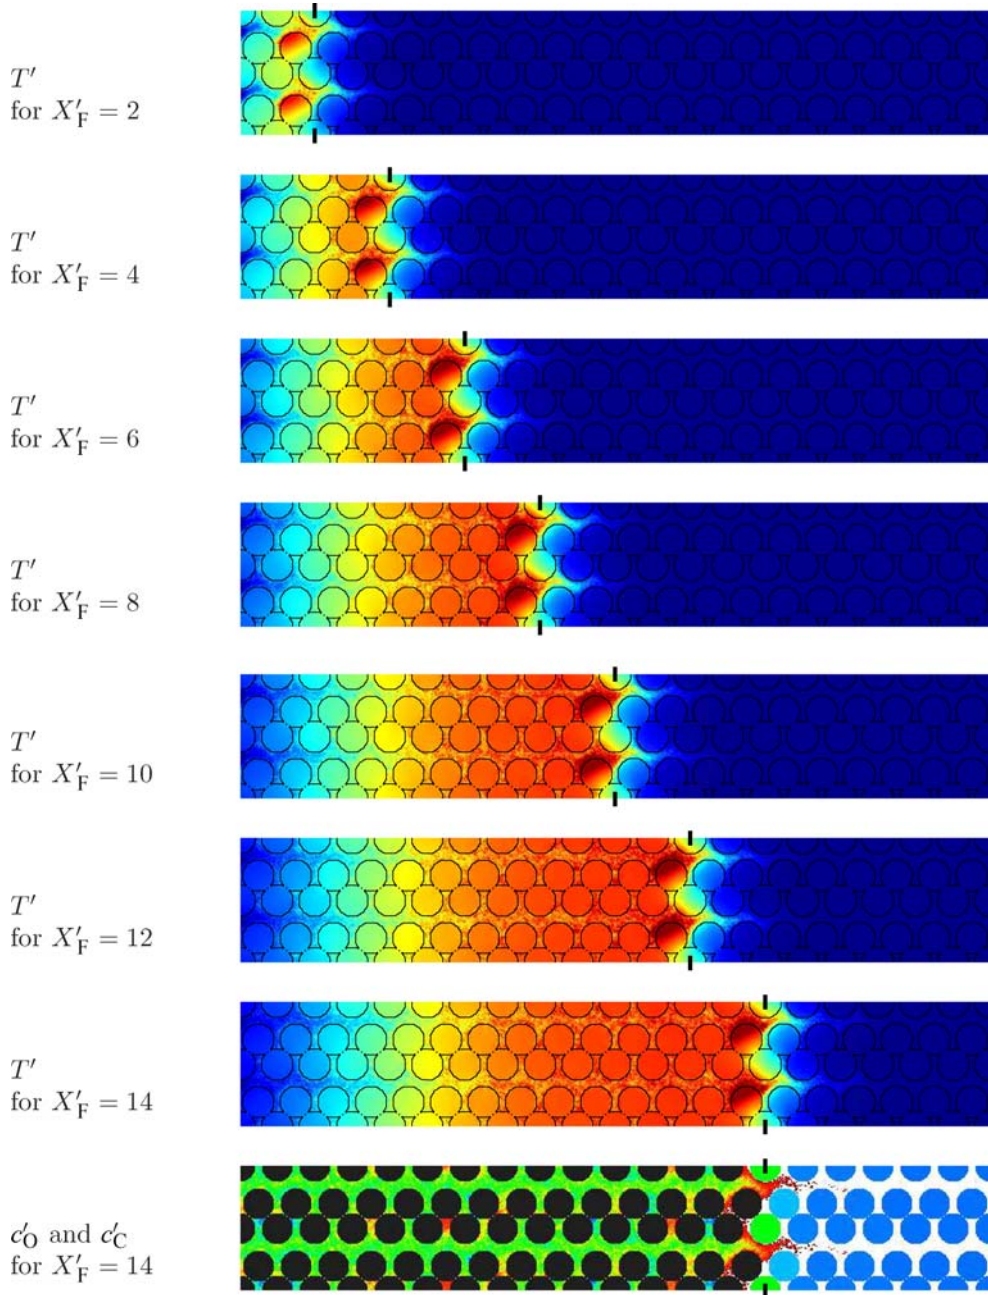 T′
for X′F = 2
T′
for X′F = 4
T′
for X′F = 6
T′
for X′F = 8
T′
for X′F = 10
T′
for X′F = 12
T′
for X′F = 14
c′O and c′C
for X′F = 14